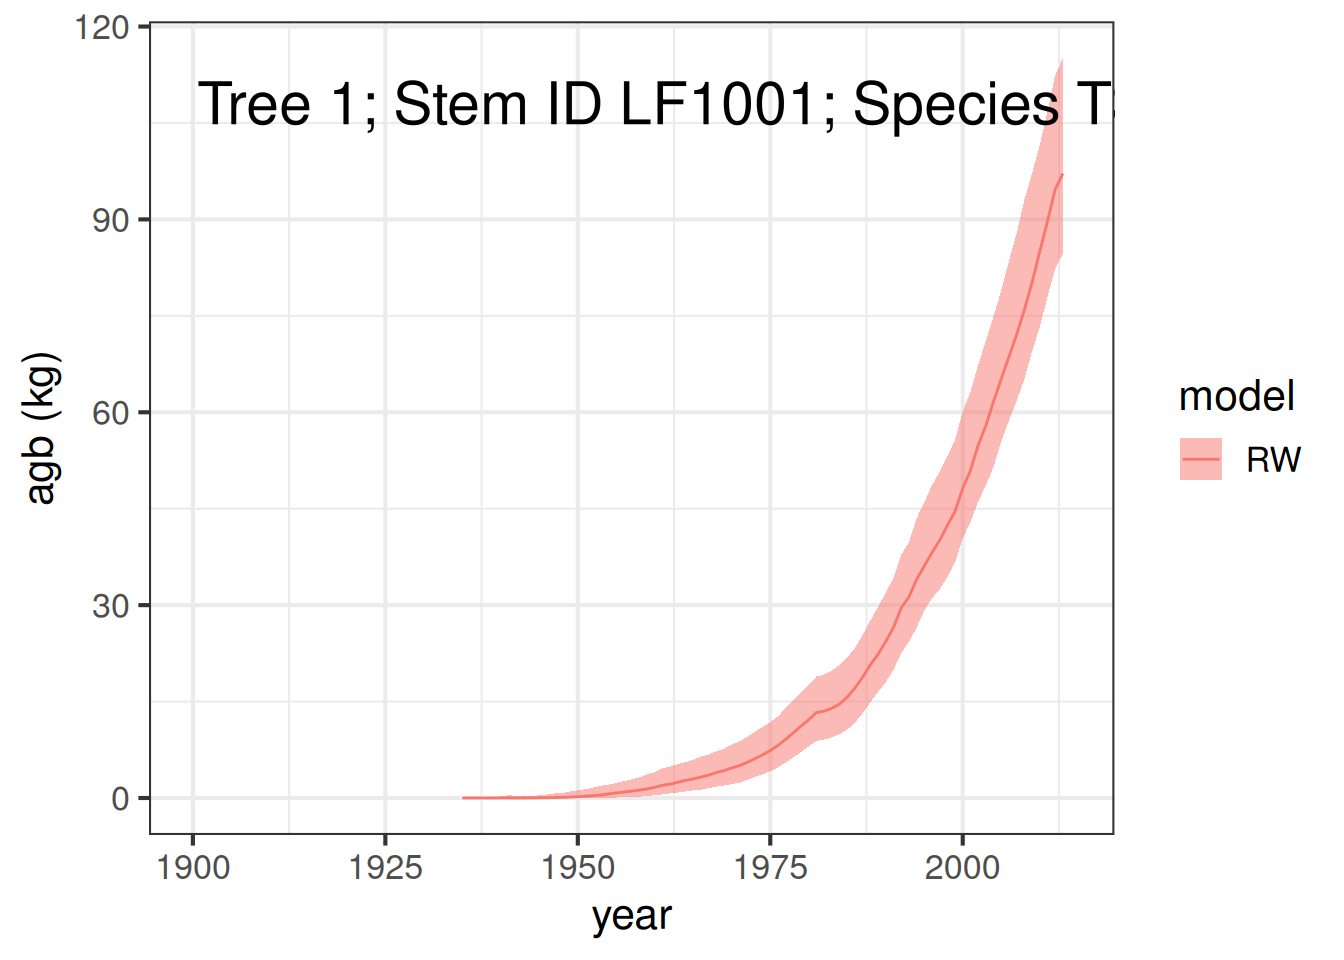 120
Tree 1; Stem ID LF1001; Species
90
60
30
0
agb (kg)
1900 1925 1950 1975 2000
year
model
RW